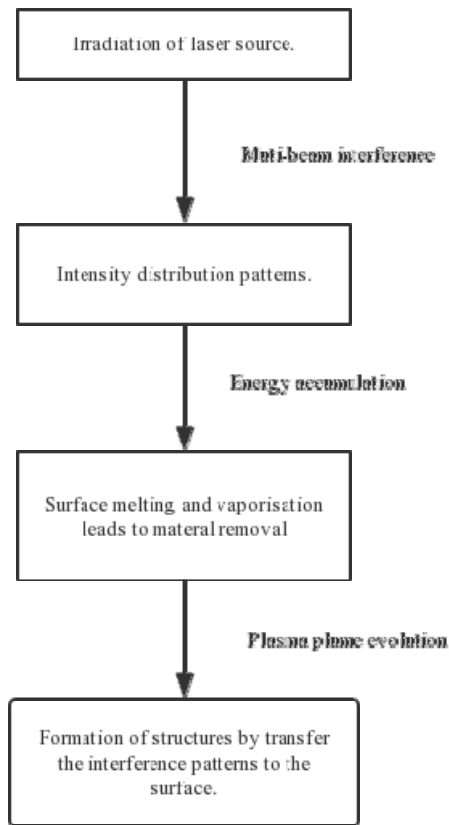 Irradiation of laser source.
Muti-beam interference
Intensity distribution patterns.
Energy accumulation
Surface melting and vaporisation
leads to materal removal
Plasma plume evolution
Formation of structures by transfer
the interference patterns to the
surface.